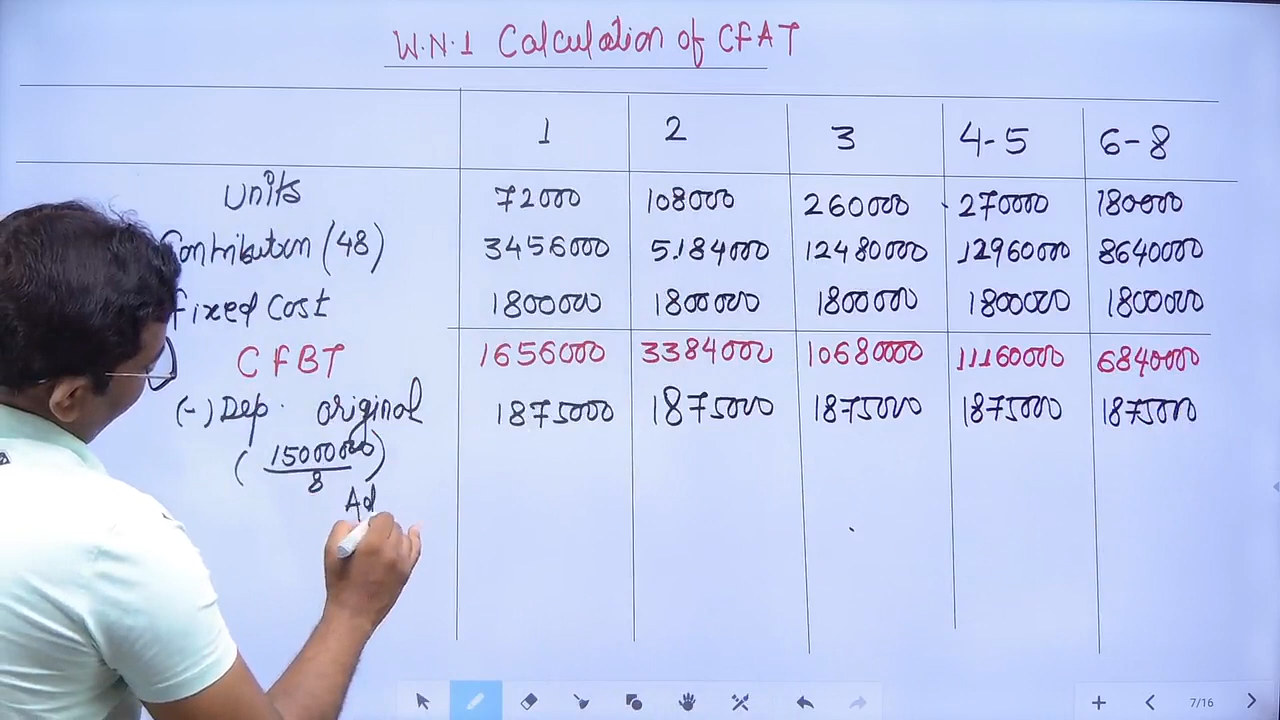 W.N.1 Calculation of CFAT
1 2 3 4-5 6-8
Units 72000 108000 260000 270000 180000
Contribution (48) 3456000 5184000 12480000 12960000 8640000
Fixed Cost 1800000 1800000 1800000 1800000 1800000
CFBT 1656000 3384000 10680000 11160000 6840000
(-) Dep. original 1875000 1875000 1875000 1875000 1875000
(15000000
8)
Ad
7/16